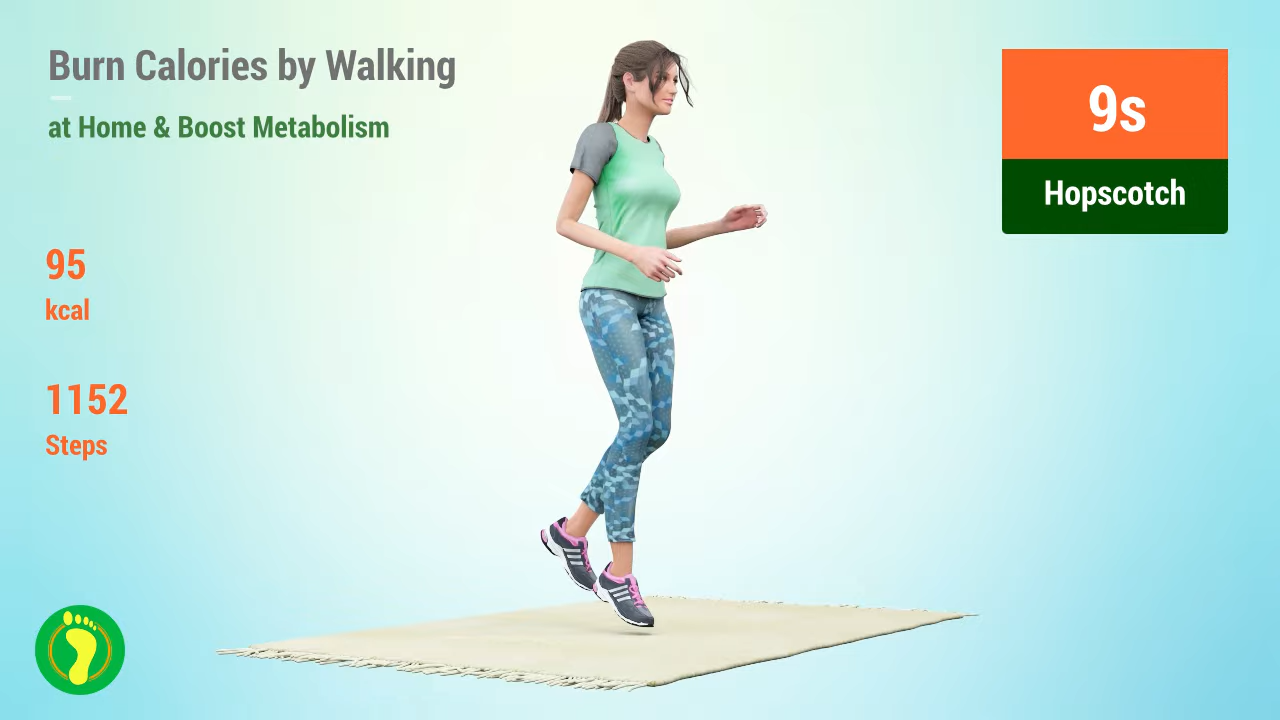 Burn Calories by Walking
at Home & Boost Metabolism
9s
Hopscotch
95
kcal
1152
Steps